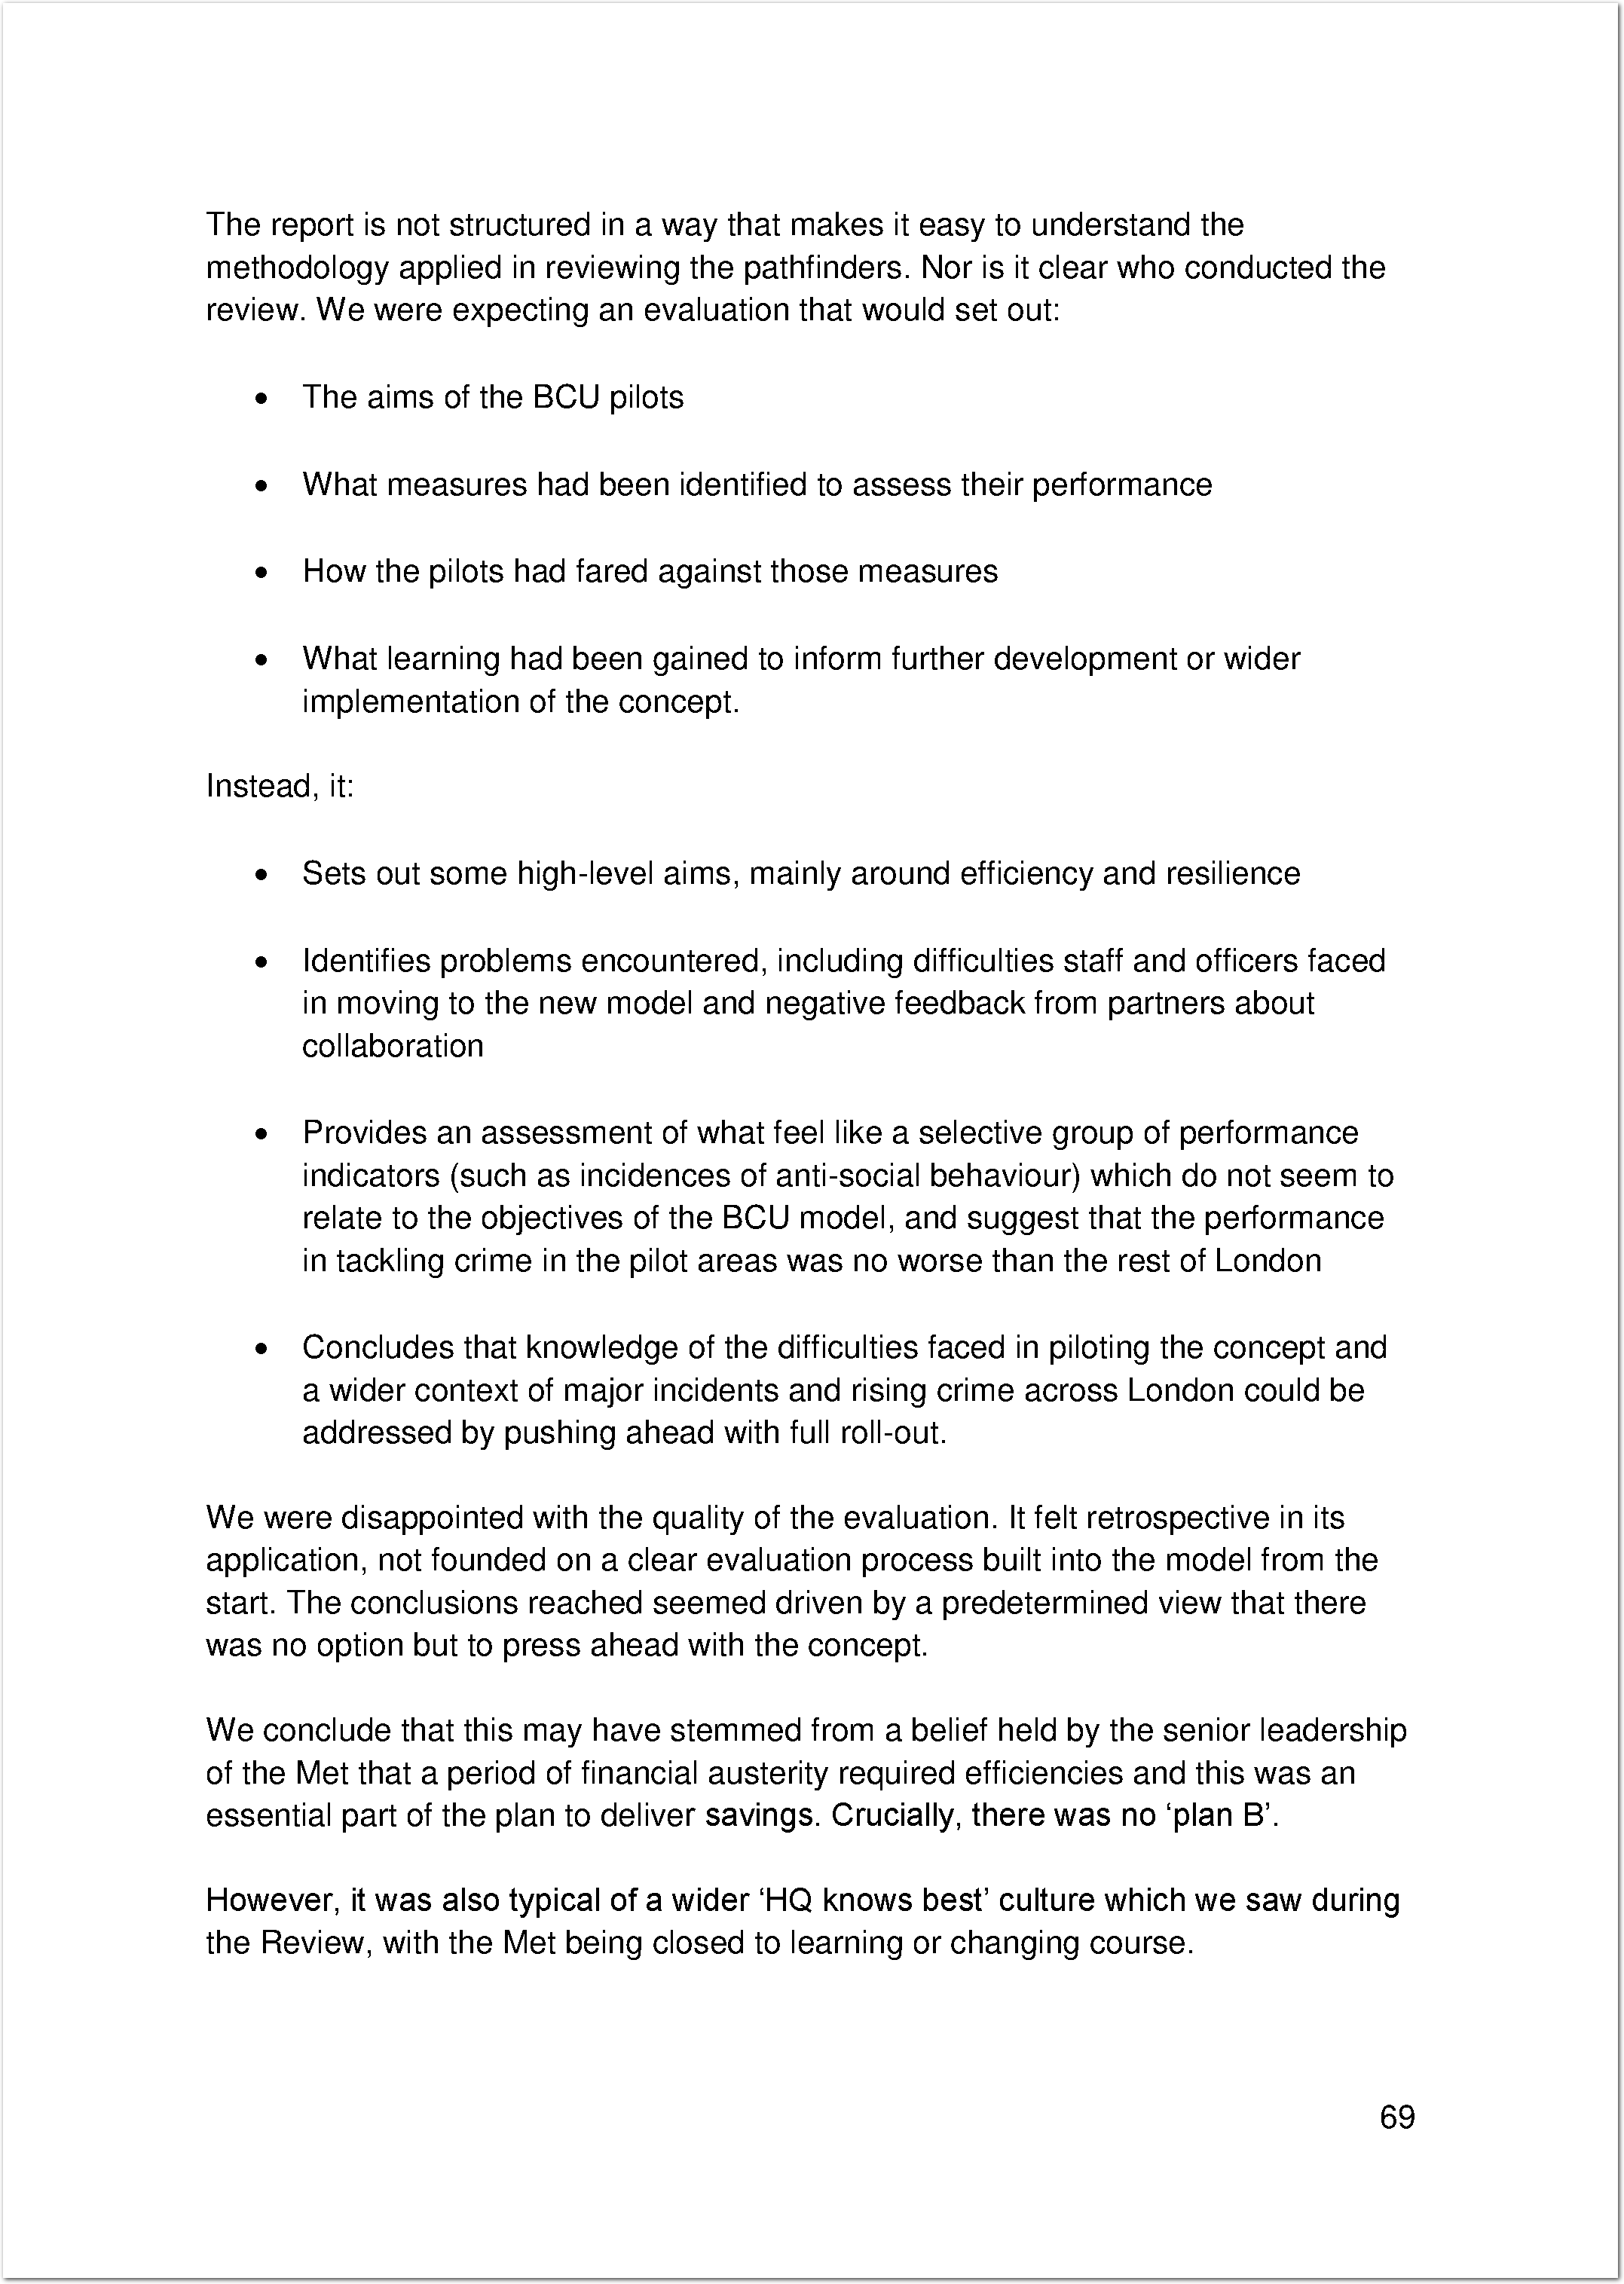 The report is not structured in a way that makes it easy to understand the
methodology applied in reviewing the pathfinders. Nor is it clear who conducted the
review. We were expecting an evaluation that would set out:
• The aims of the BCU pilots
• What measures had been identified to assess their performance
• How the pilots had fared against those measures
• What learning had been gained to inform further development or wider
implementation of the concept.
Instead, it:
• Sets out some high-level aims, mainly around efficiency and resilience
• Identifies problems encountered, including difficulties staff and officers faced
in moving to the new model and negative feedback from partners about
collaboration
• Provides an assessment of what feel like a selective group of performance
indicators (such as incidences of anti-social behaviour) which do not seem to
relate to the objectives of the BCU model, and suggest that the performance
in tackling crime in the pilot areas was no worse than the rest of London
• Concludes that knowledge of the difficulties faced in piloting the concept and
a wider context of major incidents and rising crime across London could be
addressed by pushing ahead with full roll-out.
We were disappointed with the quality of the evaluation. It felt retrospective in its
application, not founded on a clear evaluation process built into the model from the
start. The conclusions reached seemed driven by a predetermined view that there
was no option but to press ahead with the concept.
We conclude that this may have stemmed from a belief held by the senior leadership
of the Met that a period of financial austerity required efficiencies and this was an
essential part of the plan to deliver savings. Crucially, there was no ‘plan B’.
However, it was also typical of a wider ‘HQ knows best’ culture which we saw during
the Review, with the Met being closed to learning or changing course.
69